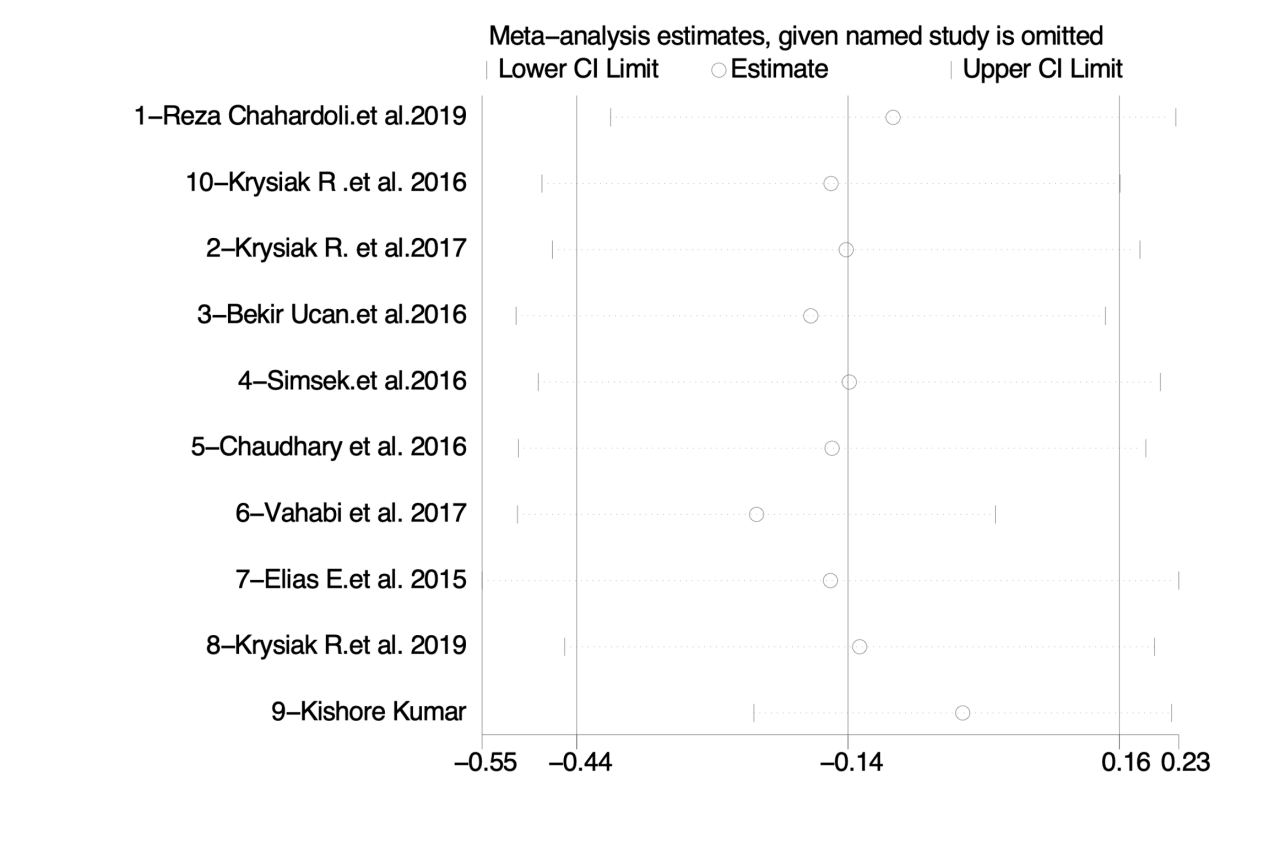 Meta−analysis estimates, given named study is omitted
Lower CI Limit Estimate Upper CI Limit
1−Reza Chahardoli.et al.2019
10−Krysiak R .et al. 2016
2−Krysiak R. et al.2017
3−Bekir Ucan.et al.2016
4−Simsek.et al.2016
5−Chaudhary et al. 2016
6−Vahabi et al. 2017
7−Elias E.et al. 2015
8−Krysiak R.et al. 2019
9−Kishore Kumar
−0.55 −0.44 −0.14 0.16 0.23